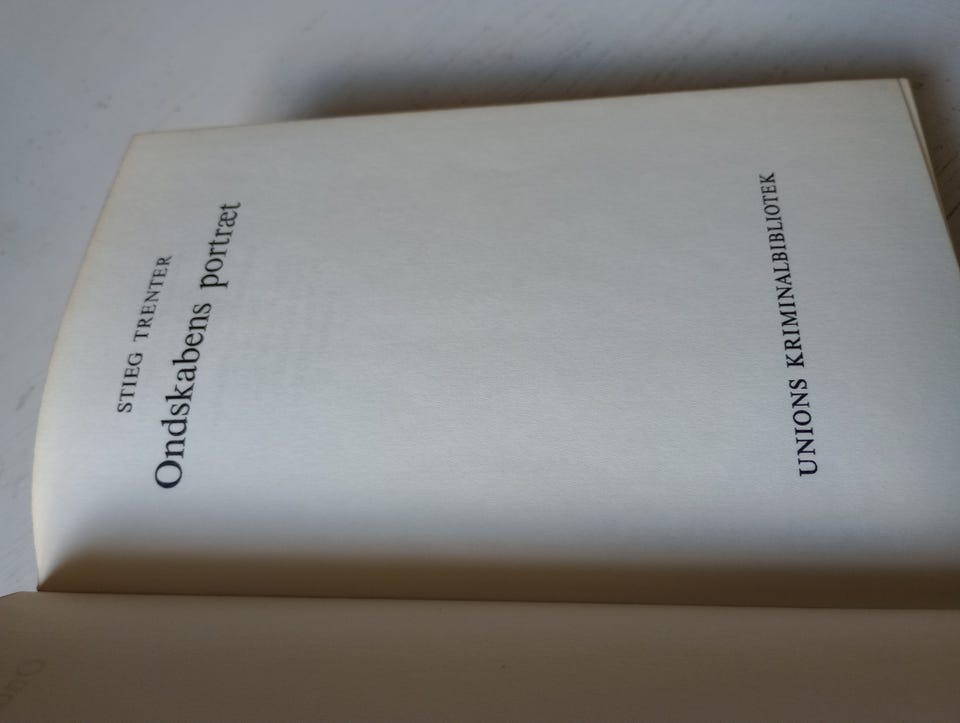 STIEG TRENTER
Ondskabens portræt
UNIONS KRIMINALBIBLIOTEK